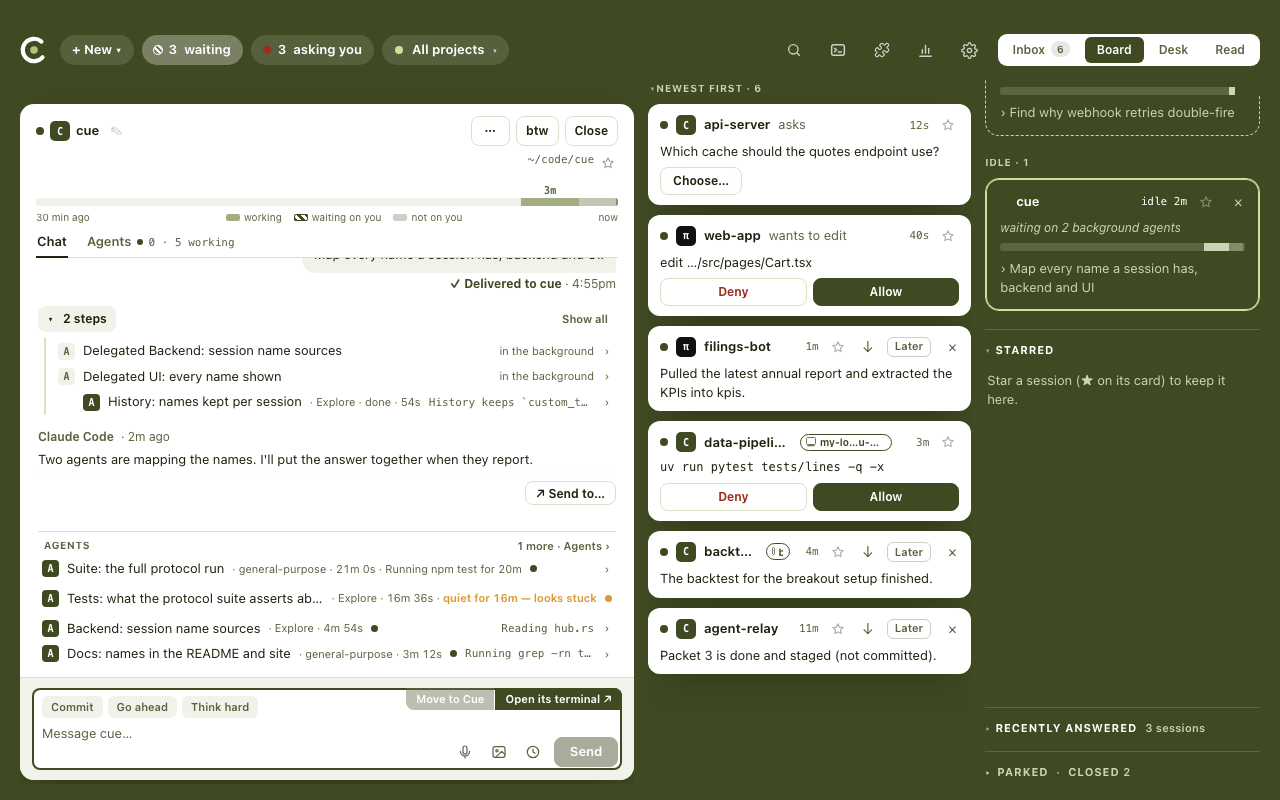 + New ▾
3 waiting
3 asking you
All projects ▾
Inbox 6
Board
Desk
Read
C cue
···
btw
Close
~/code/cue
3m
30 min ago
working
waiting on you
not on you
now
Chat
Agents
0 · 5 working
✓ Delivered to cue · 4:55pm
▾ 2 steps
Show all
A Delegated Backend: session name sources in the background ›
A Delegated UI: every name shown in the background ›
A History: names kept per session · Explore · done · 54s History keeps `custom_t… ›
Claude Code · 2m ago
Two agents are mapping the names. I'll put the answer together when they report.
↗ Send to...
AGENTS
1 more · Agents ›
A Suite: the full protocol run · general-purpose · 21m 0s · Running npm test for 20m ›
A Tests: what the protocol suite asserts ab… · Explore · 16m 36s · quiet for 16m — looks stuck
A Backend: session name sources · Explore · 4m 54s Reading hub.rs ›
A Docs: names in the README and site · general-purpose · 3m 12s Running grep -rn t… ›
Commit
Go ahead
Think hard
Move to Cue
Open its terminal ↗
Message cue…
Send
▾ NEWEST FIRST · 6
C api-server asks 12s
Which cache should the quotes endpoint use?
Choose...
π web-app wants to edit 40s
edit …/src/pages/Cart.tsx
Deny
Allow
π filings-bot 1m ↓ Later ×
Pulled the latest annual report and extracted the
KPIs into kpis.
C data-pipeli… my-lo…u-… 3m
uv run pytest tests/lines -q -x
Deny
Allow
C backt… 4m ↓ Later ×
The backtest for the breakout setup finished.
C agent-relay 11m ↓ Later ×
Packet 3 is done and staged (not committed).
› Find why webhook retries double-fire
IDLE · 1
cue idle 2m ×
waiting on 2 background agents
› Map every name a session has,
backend and UI
▾ STARRED
Star a session (★ on its card) to keep it
here.
▸ RECENTLY ANSWERED 3 sessions
▸ PARKED · CLOSED 2